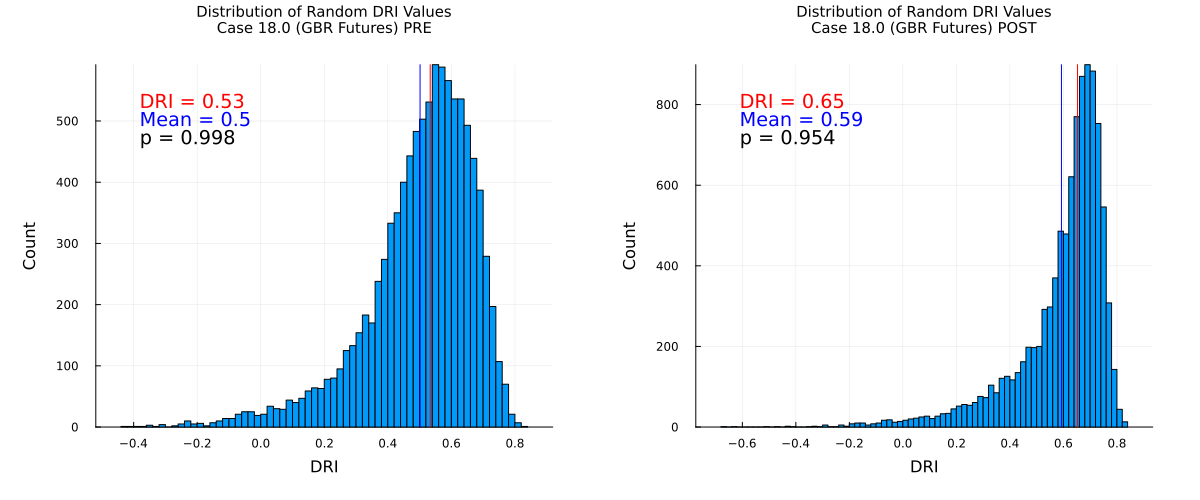 Distribution of Random DRI Values
Case 18.0 (GBR Futures) PRE
DRI = 0.53
Mean = 0.5
p = 0.998
Count
500
400
300
200
100
0
−0.4 −0.2 0.0 0.2 0.4 0.6 0.8
DRI
Distribution of Random DRI Values
Case 18.0 (GBR Futures) POST
DRI = 0.65
Mean = 0.59
p = 0.954
Count
800
600
400
200
0
−0.6 −0.4 −0.2 0.0 0.2 0.4 0.6 0.8
DRI